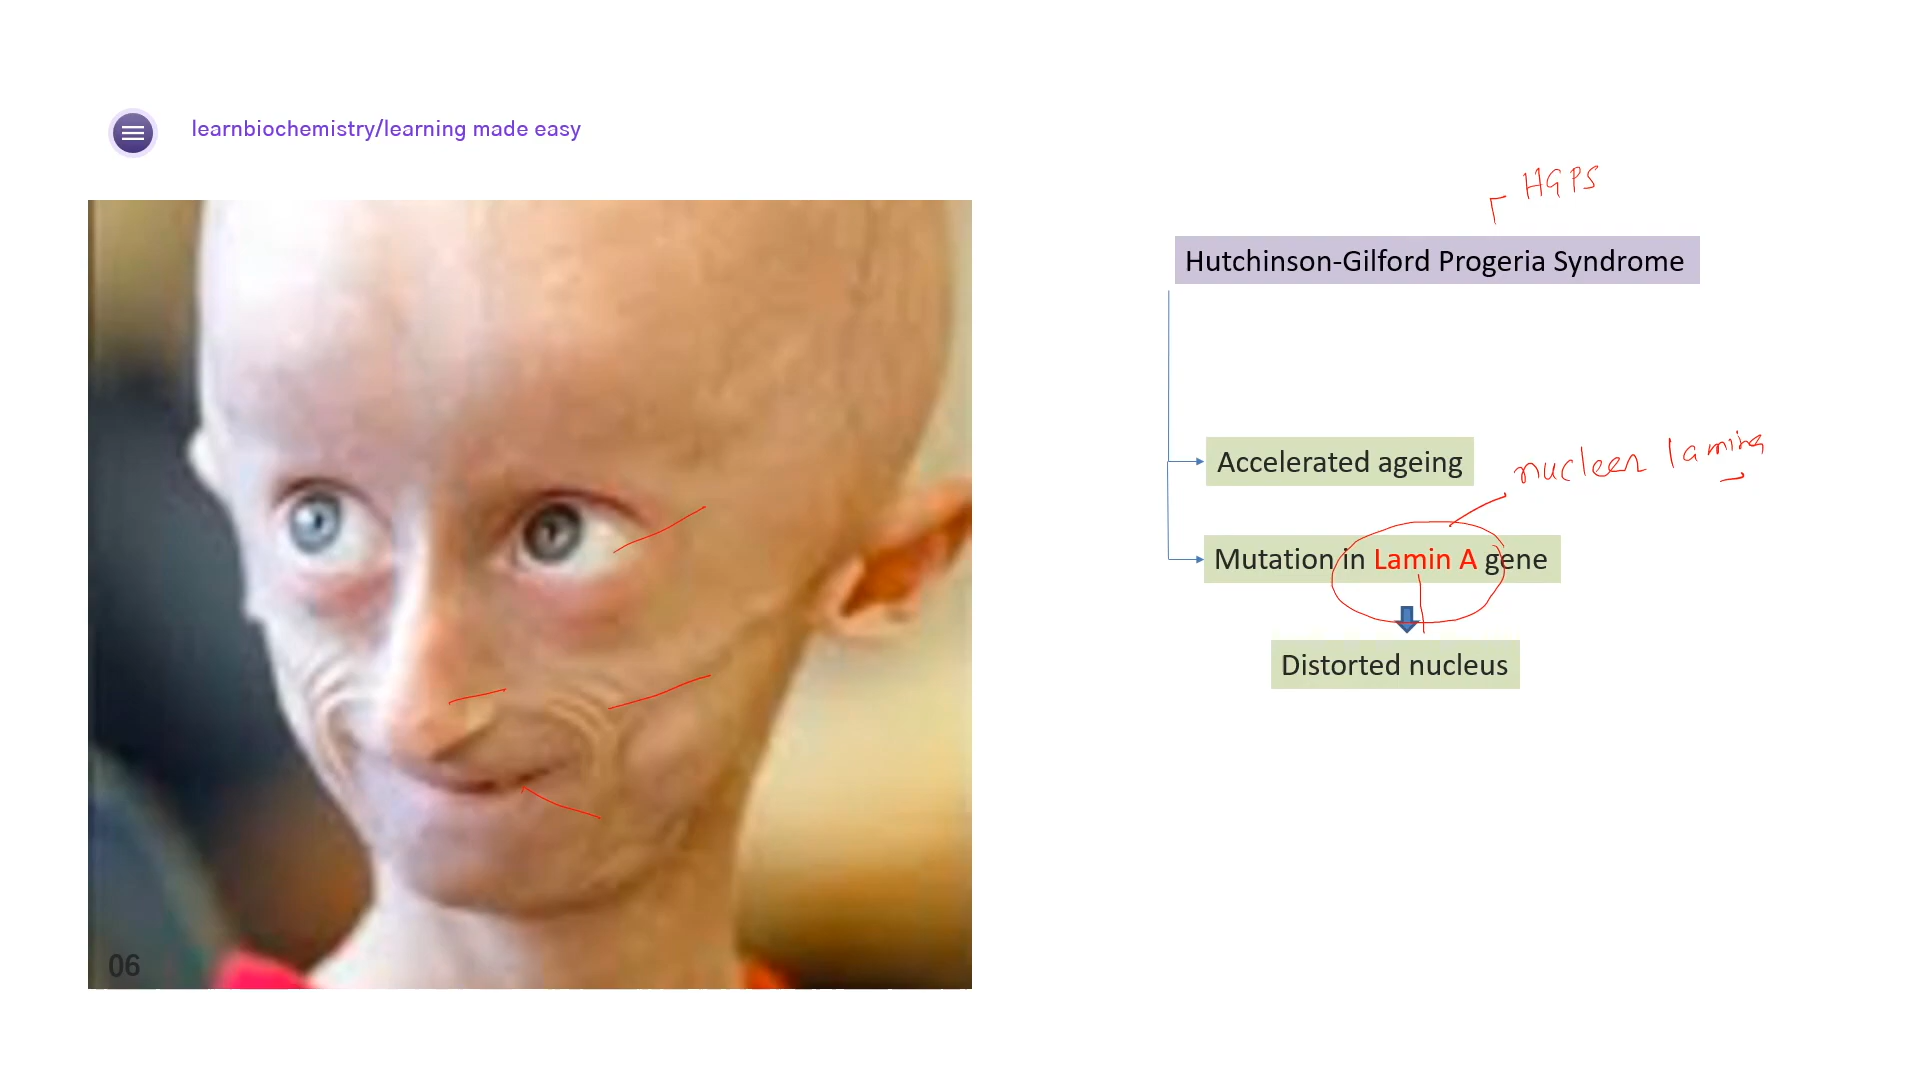 learnbiochemistry/learning made easy
HGPS
Hutchinson-Gilford Progeria Syndrome
Accelerated ageing
nucleer lamina
Mutation in Lamin A gene
Distorted nucleus
06